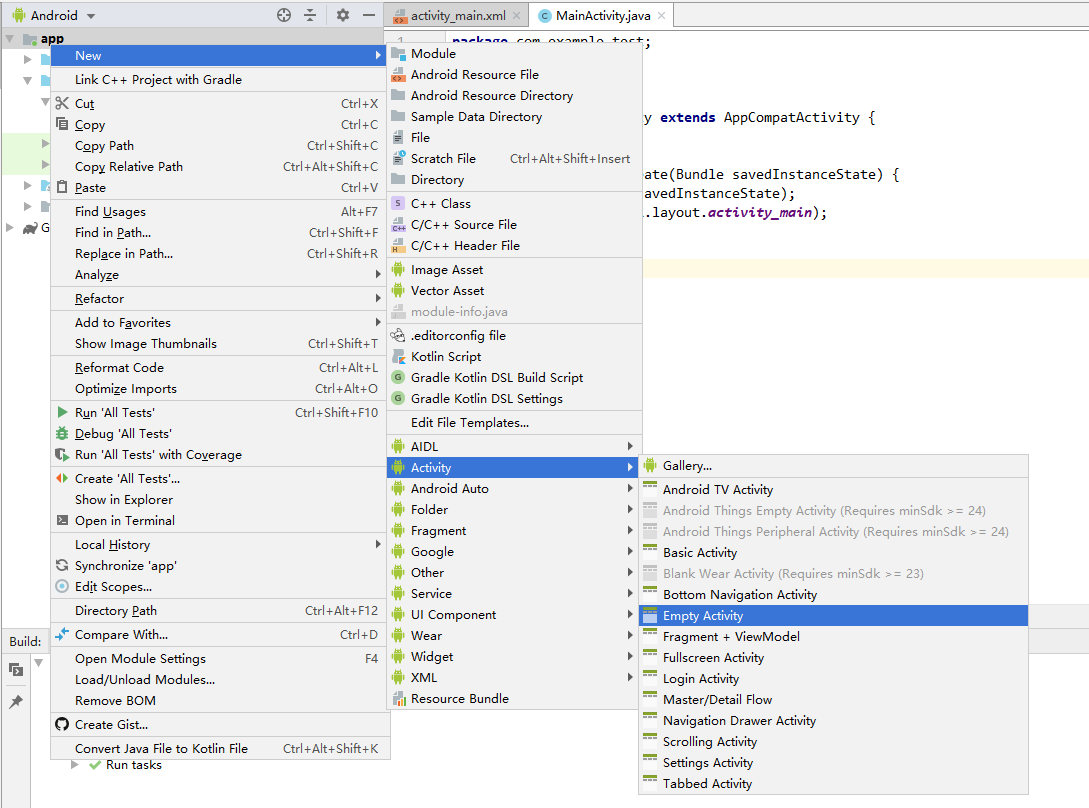 Android
activity_main.xml
MainActivity.java
app
1
package com.example.test;
New
Link C++ Project with Gradle
Cut Ctrl+X
Copy Ctrl+C
Copy Path Ctrl+Shift+C
Copy Relative Path Ctrl+Alt+Shift+C
Paste Ctrl+V
Find Usages Alt+F7
Find in Path... Ctrl+Shift+F
Replace in Path... Ctrl+Shift+R
Analyze
Refactor
Add to Favorites
Show Image Thumbnails Ctrl+Shift+T
Reformat Code Ctrl+Alt+L
Optimize Imports Ctrl+Alt+O
Run 'All Tests' Ctrl+Shift+F10
Debug 'All Tests'
Run 'All Tests' with Coverage
Create 'All Tests'...
Show in Explorer
Open in Terminal
Local History
Synchronize 'app'
Edit Scopes...
Directory Path Ctrl+Alt+F12
Compare With... Ctrl+D
Open Module Settings F4
Load/Unload Modules...
Remove BOM
Create Gist...
Convert Java File to Kotlin File Ctrl+Alt+Shift+K
Module
Android Resource File
Android Resource Directory
Sample Data Directory
File
Scratch File Ctrl+Alt+Shift+Insert
Directory
S C++ Class
C++ C/C++ Source File
H C/C++ Header File
Image Asset
Vector Asset
module-info.java
.editorconfig file
Kotlin Script
G Gradle Kotlin DSL Build Script
G Gradle Kotlin DSL Settings
Edit File Templates...
AIDL
Activity
Android Auto
Folder
Fragment
Google
Other
Service
UI Component
Wear
Widget
XML
Resource Bundle
Gallery...
Android TV Activity
Android Things Empty Activity (Requires minSdk >= 24)
Android Things Peripheral Activity (Requires minSdk >= 24)
Basic Activity
Blank Wear Activity (Requires minSdk >= 23)
Bottom Navigation Activity
Empty Activity
Fragment + ViewModel
Fullscreen Activity
Login Activity
Master/Detail Flow
Navigation Drawer Activity
Scrolling Activity
Settings Activity
Tabbed Activity
y extends AppCompatActivity {
ate(Bundle savedInstanceState) {
savedInstanceState);
.layout.activity_main);
G
Build:
Run tasks